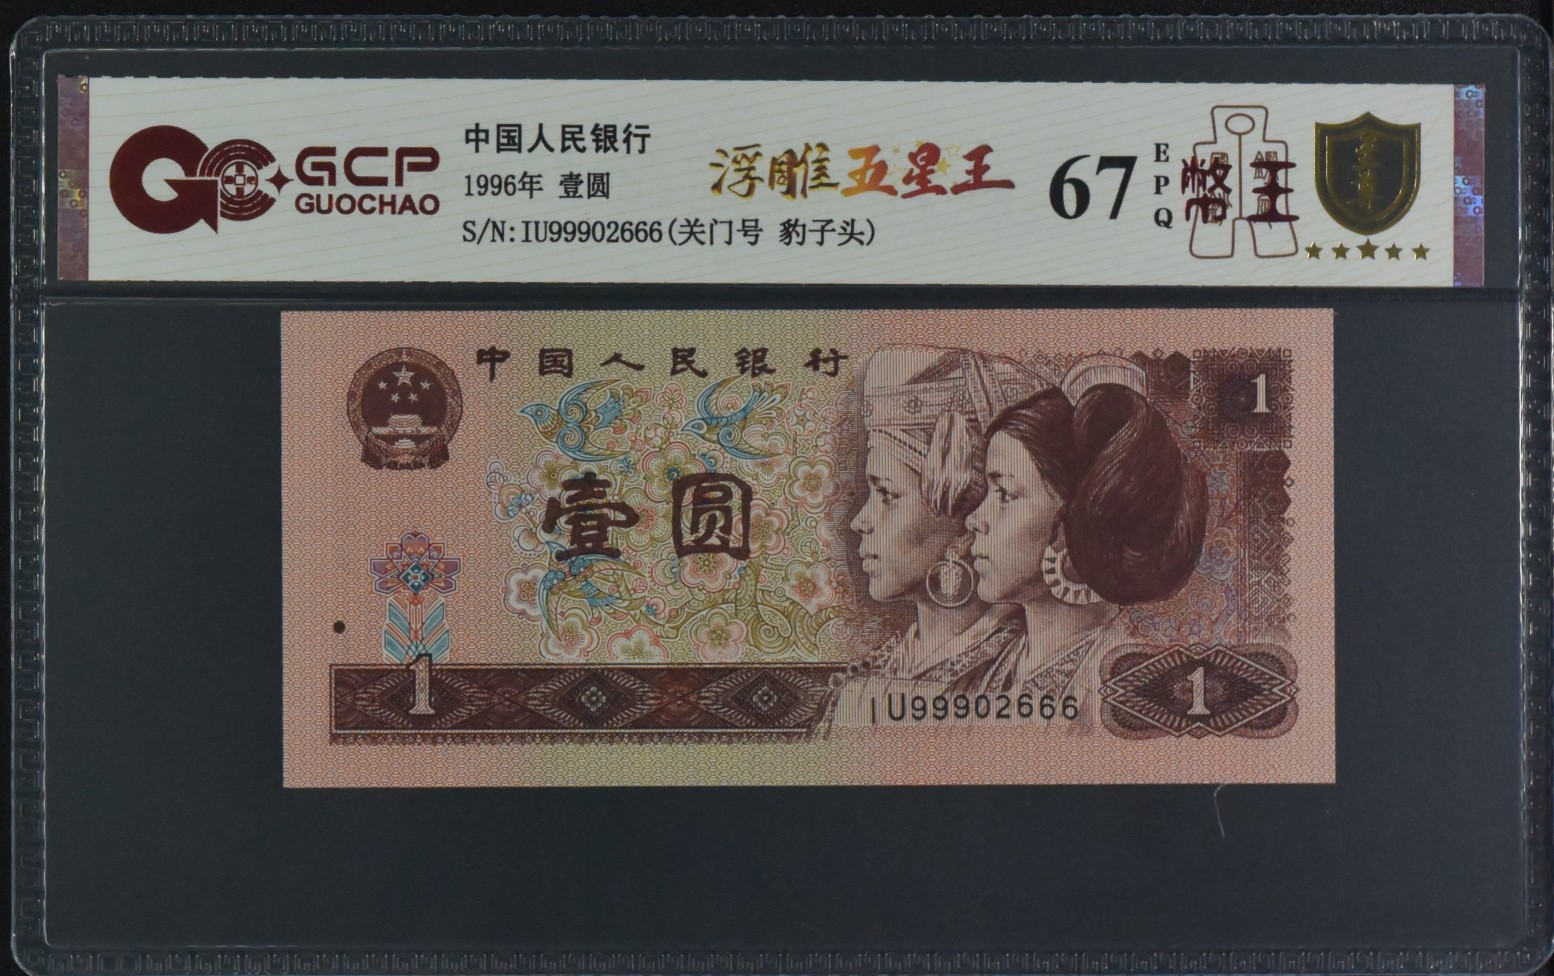 GCP
GUOCHAO
中国人民银行
1996年 壹圆
S/N:IU99902666(关门号 豹子头)
浮雕五星王
67
E
P
Q
中国人民银行
1
壹圆
1
IU99902666
1